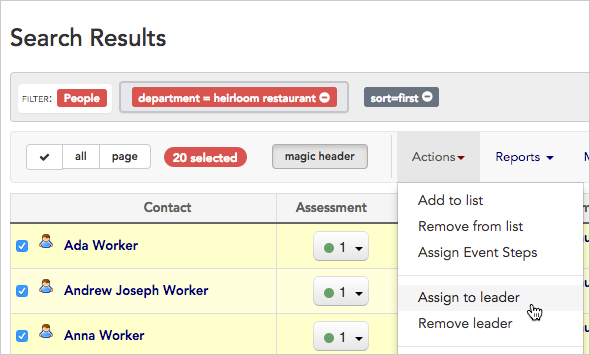 Search Results
FILTER: People department = heirloom restaurant sort=first
all page 20 selected magic header Actions Reports
Contact Assessment
Add to list
Remove from list
Ada Worker 1
Assign Event Steps
Andrew Joseph Worker 1
Assign to leader
Remove leader
Anna Worker 1